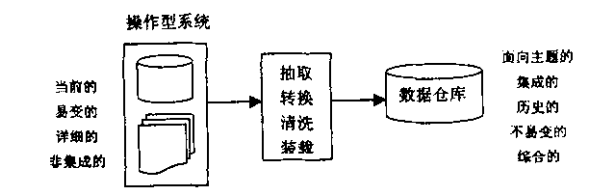 操作型系统
当前的
易变的
详细的
非集成的
抽取
转换
清洗
装载
数据仓库
面向主题的
集成的
历史的
不易变的
综合的